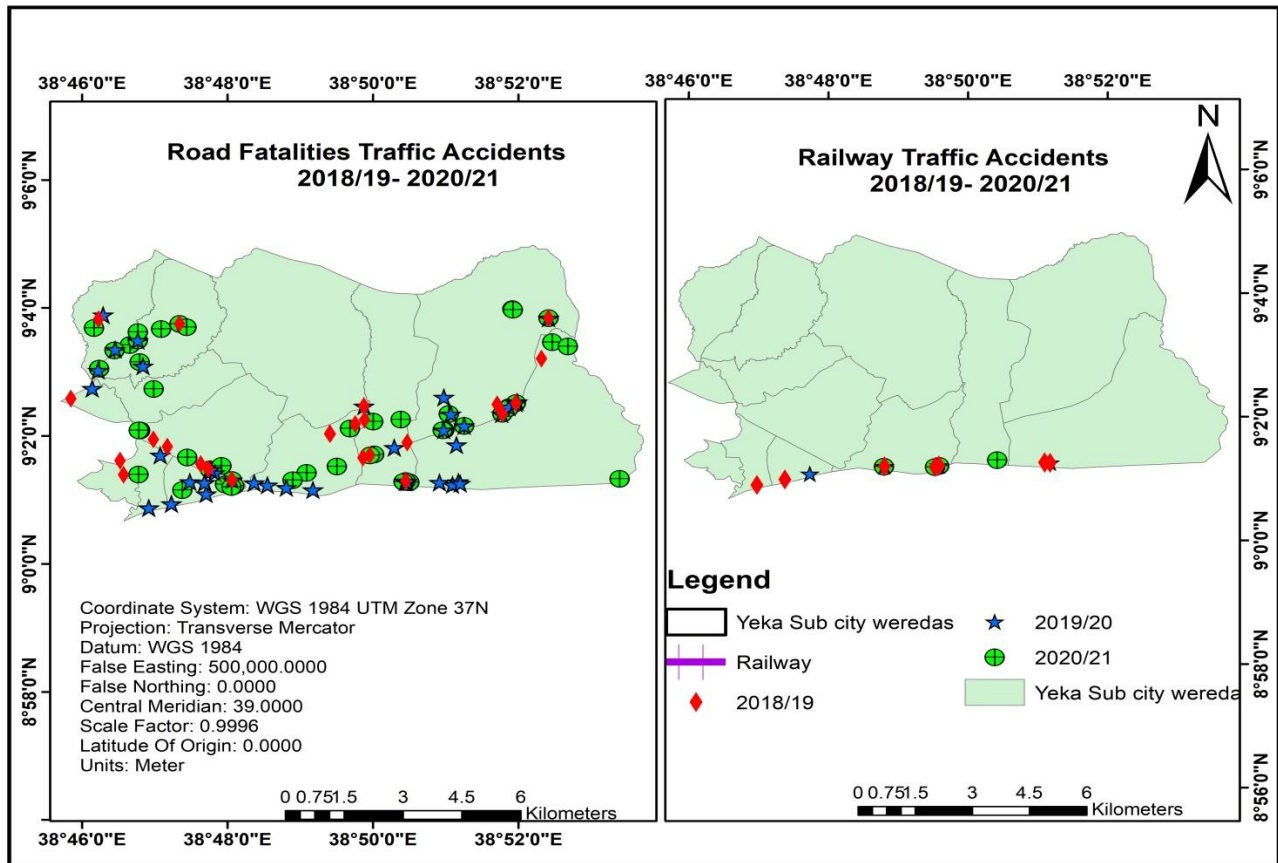 38°46'0"E 38°48'0"E 38°50'0"E 38°52'0"E
38°46'0"E 38°48'0"E 38°50'0"E 38°52'0"E
N
Road Fatalities Traffic Accidents
2018/19- 2020/21
Railway Traffic Accidents
2018/19- 2020/21
9°6'0"N
9°4'0"N
9°2'0"N
9°0'0"N
8°58'0"N
9°6'0"N
9°4'0"N
9°2'0"N
9°0'0"N
8°58'0"N
8°56'0"N
Coordinate System: WGS 1984 UTM Zone 37N
Projection: Transverse Mercator
Datum: WGS 1984
False Easting: 500,000.0000
False Northing: 0.0000
Central Meridian: 39.0000
Scale Factor: 0.9996
Latitude Of Origin: 0.0000
Units: Meter
0 0.75 1.5 3 4.5 6
Kilometers
38°46'0"E 38°48'0"E 38°50'0"E 38°52'0"E
Legend
Yeka Sub city weredas
Railway
2018/19
2019/20
2020/21
Yeka Sub city wereda
0 0.75 1.5 3 4.5 6
Kilometers